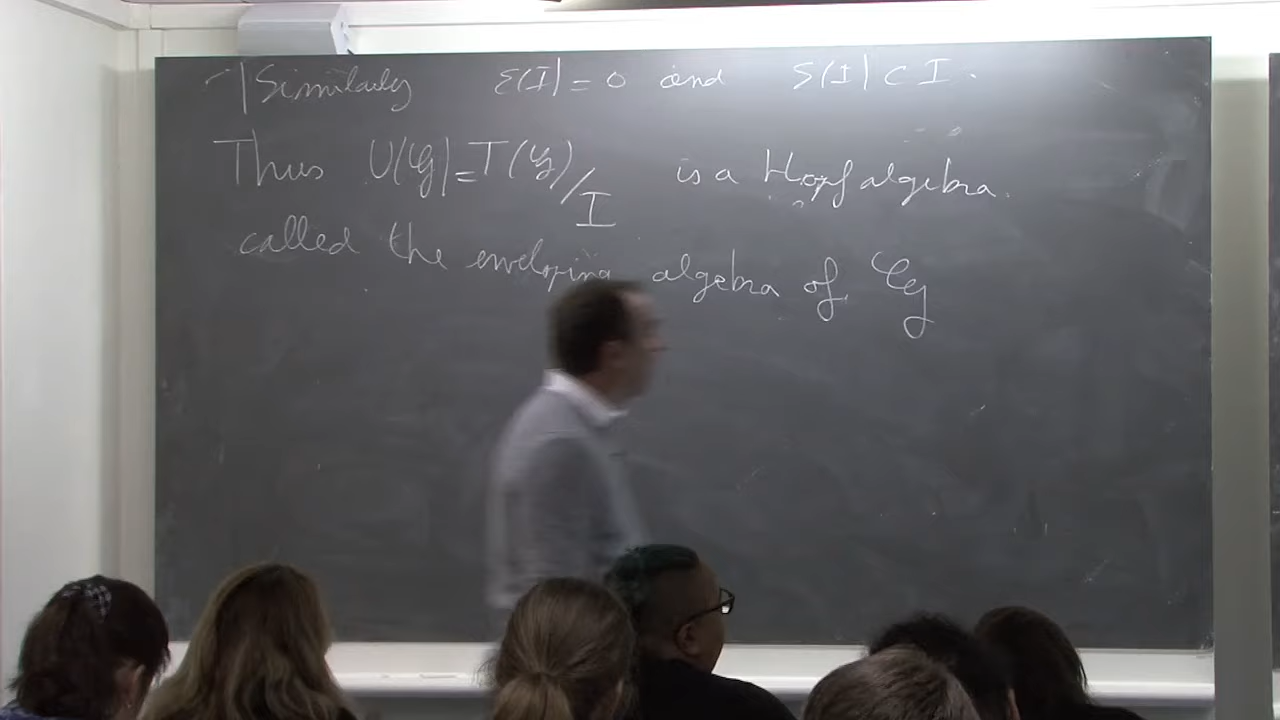 Similarly ε(I) = 0 and S(I) ⊂ I.
Thus U(𝔤) = T(𝔤)/I is a Hopf algebra.
called the enveloping algebra of 𝔤